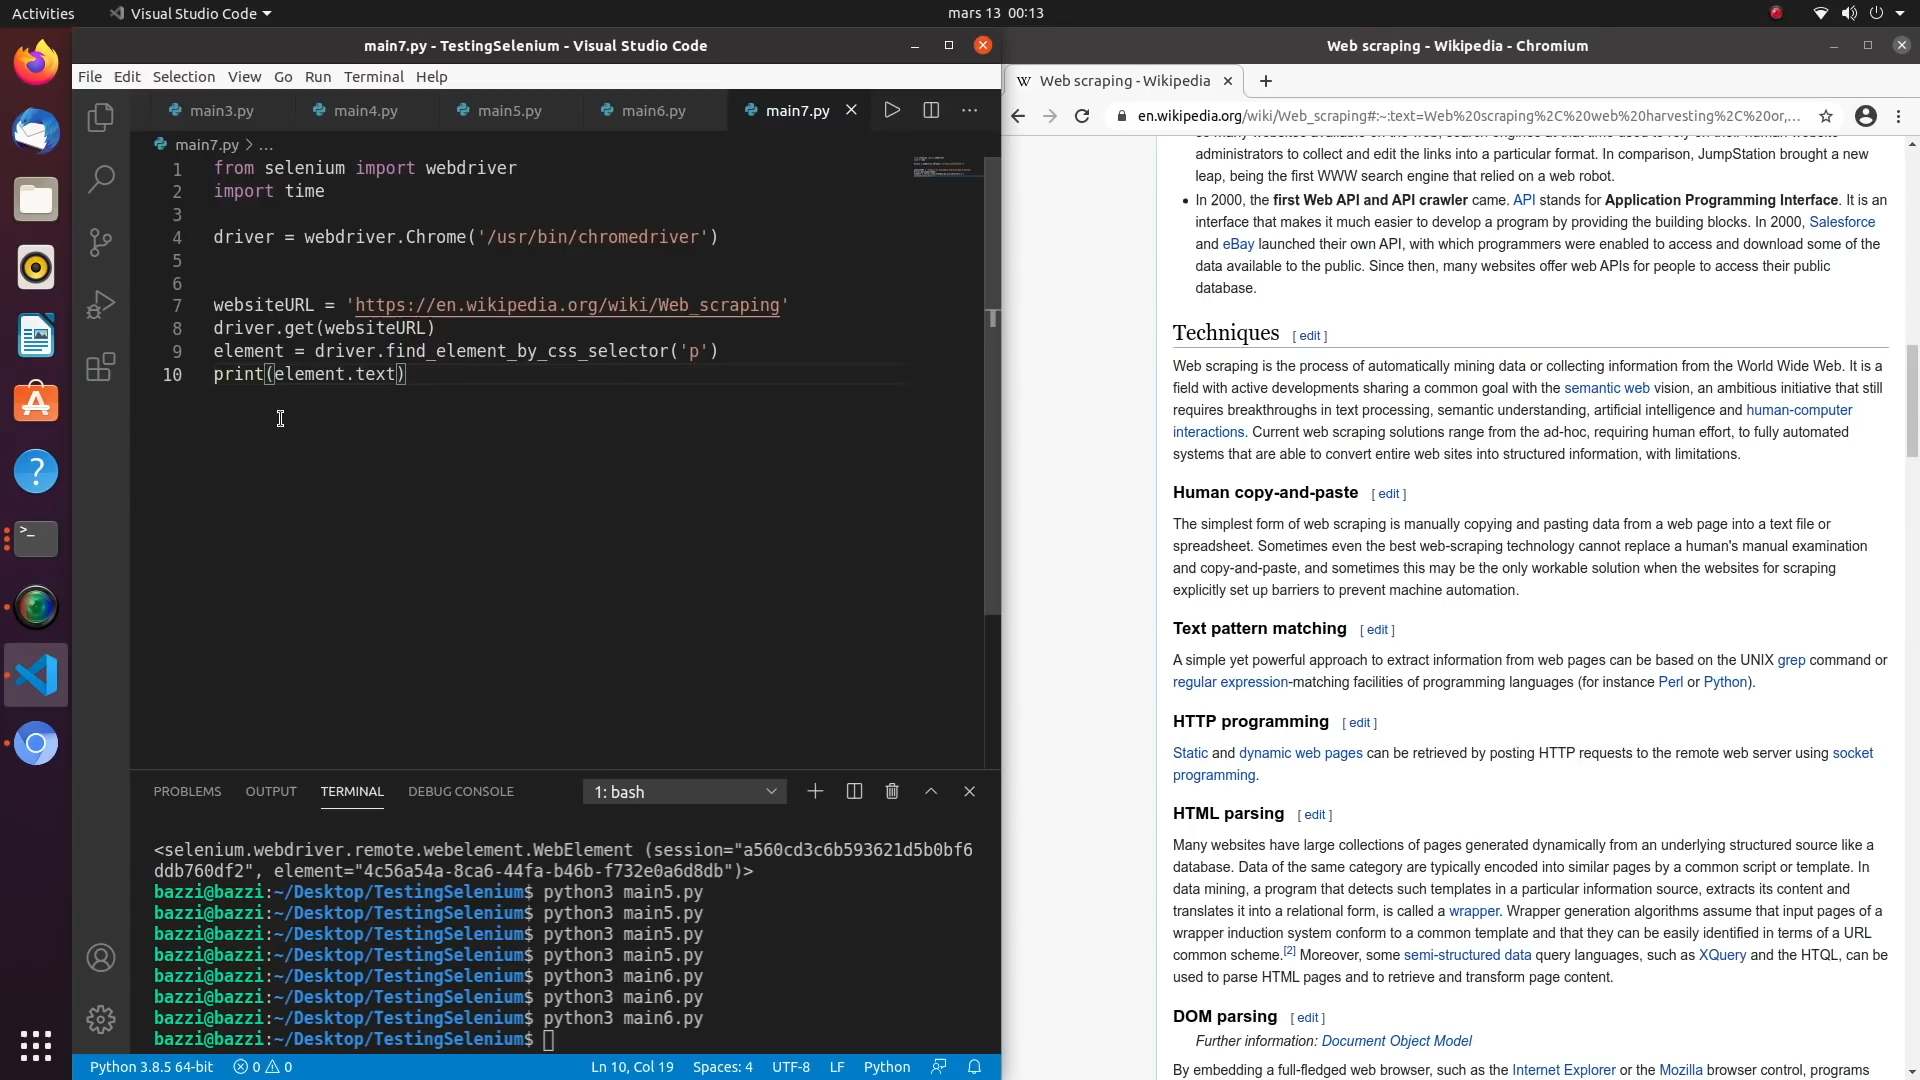 Activities
Visual Studio Code
mars 13 00:13
main7.py - TestingSelenium - Visual Studio Code
File Edit Selection View Go Run Terminal Help
main3.py main4.py main5.py main6.py main7.py
main7.py > ...
1 from selenium import webdriver
2 import time
3
4 driver = webdriver.Chrome('/usr/bin/chromedriver')
5
6
7 websiteURL = 'https://en.wikipedia.org/wiki/Web_scraping'
8 driver.get(websiteURL)
9 element = driver.find_element_by_css_selector('p')
10 print(element.text)
PROBLEMS OUTPUT TERMINAL DEBUG CONSOLE 1: bash
<selenium.webdriver.remote.webelement.WebElement (session="a560cd3c6b593621d5b0bf6
ddb760df2", element="4c56a54a-8ca6-44fa-b46b-f732e0a6d8db")>
bazzi@bazzi:~/Desktop/TestingSelenium$ python3 main5.py
bazzi@bazzi:~/Desktop/TestingSelenium$ python3 main5.py
bazzi@bazzi:~/Desktop/TestingSelenium$ python3 main5.py
bazzi@bazzi:~/Desktop/TestingSelenium$ python3 main5.py
bazzi@bazzi:~/Desktop/TestingSelenium$ python3 main6.py
bazzi@bazzi:~/Desktop/TestingSelenium$ python3 main6.py
bazzi@bazzi:~/Desktop/TestingSelenium$ python3 main6.py
bazzi@bazzi:~/Desktop/TestingSelenium$
Python 3.8.5 64-bit 0 0 Ln 10, Col 19 Spaces: 4 UTF-8 LF Python
Web scraping - Wikipedia - Chromium
W Web scraping - Wikipedia
en.wikipedia.org/wiki/Web_scraping#:~:text=Web%20scraping%2C%20web%20harvesting%2C%20or,...
administrators to collect and edit the links into a particular format. In comparison, JumpStation brought a new
leap, being the first WWW search engine that relied on a web robot.
• In 2000, the first Web API and API crawler came. API stands for Application Programming Interface. It is an
interface that makes it much easier to develop a program by providing the building blocks. In 2000, Salesforce
and eBay launched their own API, with which programmers were enabled to access and download some of the
data available to the public. Since then, many websites offer web APIs for people to access their public
database.
Techniques [ edit ]
Web scraping is the process of automatically mining data or collecting information from the World Wide Web. It is a
field with active developments sharing a common goal with the semantic web vision, an ambitious initiative that still
requires breakthroughs in text processing, semantic understanding, artificial intelligence and human-computer
interactions. Current web scraping solutions range from the ad-hoc, requiring human effort, to fully automated
systems that are able to convert entire web sites into structured information, with limitations.
Human copy-and-paste [ edit ]
The simplest form of web scraping is manually copying and pasting data from a web page into a text file or
spreadsheet. Sometimes even the best web-scraping technology cannot replace a human's manual examination
and copy-and-paste, and sometimes this may be the only workable solution when the websites for scraping
explicitly set up barriers to prevent machine automation.
Text pattern matching [ edit ]
A simple yet powerful approach to extract information from web pages can be based on the UNIX grep command or
regular expression-matching facilities of programming languages (for instance Perl or Python).
HTTP programming [ edit ]
Static and dynamic web pages can be retrieved by posting HTTP requests to the remote web server using socket
programming.
HTML parsing [ edit ]
Many websites have large collections of pages generated dynamically from an underlying structured source like a
database. Data of the same category are typically encoded into similar pages by a common script or template. In
data mining, a program that detects such templates in a particular information source, extracts its content and
translates it into a relational form, is called a wrapper. Wrapper generation algorithms assume that input pages of a
wrapper induction system conform to a common template and that they can be easily identified in terms of a URL
common scheme.[2] Moreover, some semi-structured data query languages, such as XQuery and the HTQL, can be
used to parse HTML pages and to retrieve and transform page content.
DOM parsing [ edit ]
Further information: Document Object Model
By embedding a full-fledged web browser, such as the Internet Explorer or the Mozilla browser control, programs